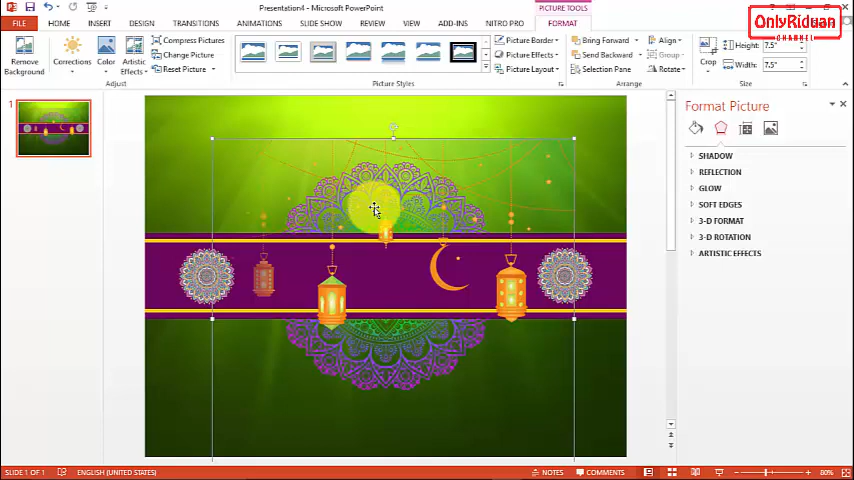 Presentation4 - Microsoft PowerPoint
PICTURE TOOLS
FILE HOME INSERT DESIGN TRANSITIONS ANIMATIONS SLIDE SHOW REVIEW VIEW ADD-INS NITRO PRO FORMAT
OnlyRiduan
CHANNEL
Remove Background
Corrections
Color
Artistic Effects
Compress Pictures
Change Picture
Reset Picture
Adjust
Picture Styles
Picture Border
Picture Effects
Picture Layout
Bring Forward
Send Backward
Selection Pane
Align
Group
Rotate
Arrange
Crop
Height: 7.5"
Width: 7.5"
Size
1
Format Picture
SHADOW
REFLECTION
GLOW
SOFT EDGES
3-D FORMAT
3-D ROTATION
ARTISTIC EFFECTS
SLIDE 1 OF 1
ENGLISH (UNITED STATES)
NOTES
COMMENTS
80%